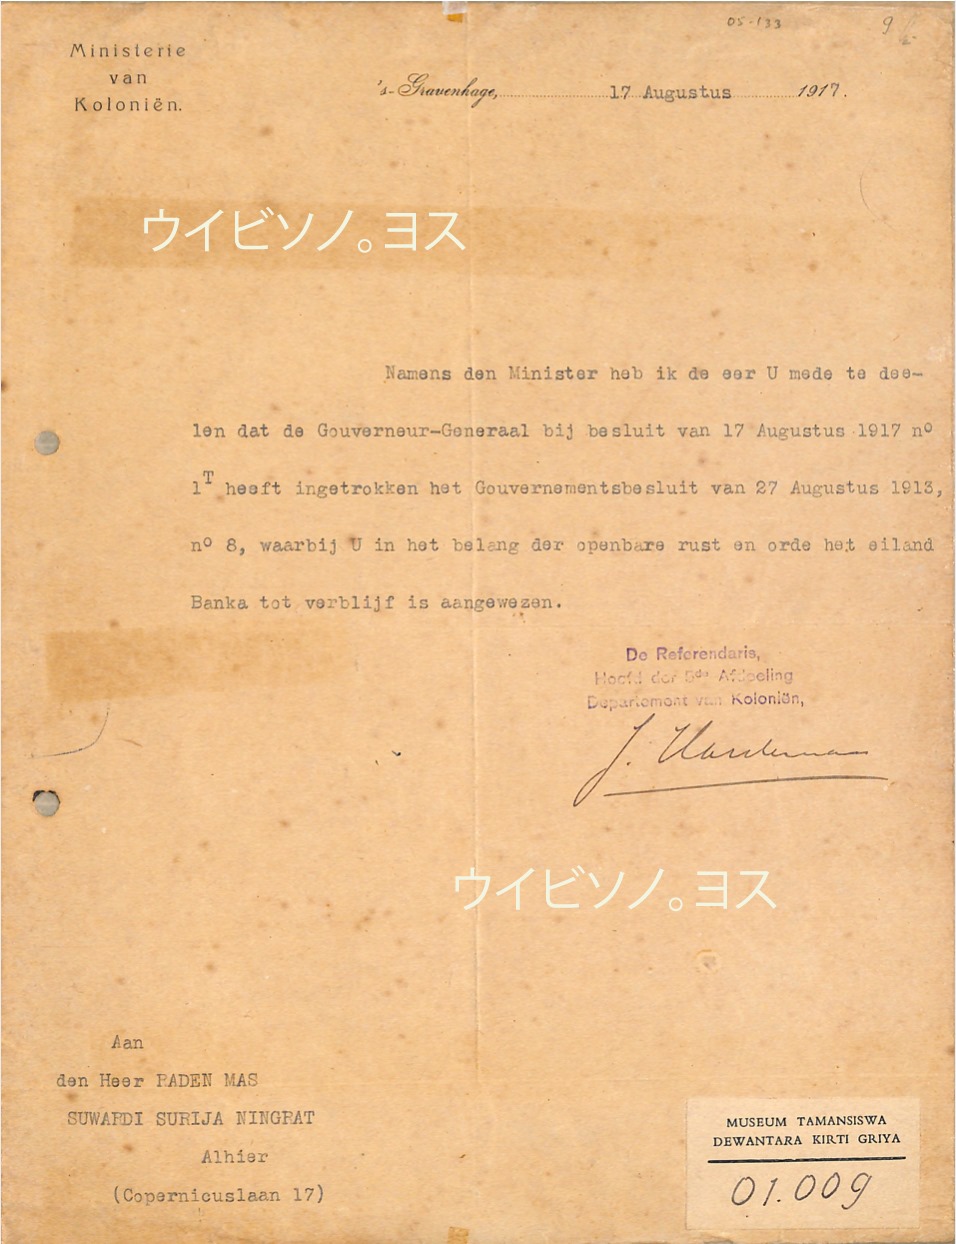 05-133
9
Ministerie
van
Koloniën.
's-Gravenhage, 17 Augustus 1917.
ウイビソノ。ヨス
Namens den Minister heb ik de eer U mede te dee-
len dat de Gouverneur-Generaal bij besluit van 17 Augustus 1917 nº
1T heeft ingetrokken het Gouvernementsbesluit van 27 Augustus 1913,
nº 8, waarbij U in het belang der openbare rust en orde het eiland
Banka tot verblijf is aangewezen.
De Referendaris,
Hoofd der 5de Afdeeling
Departement van Koloniën,
ウイビソノ。ヨス
Aan
den Heer RADEN MAS
SUWARDI SURIJA NINGRAT
Alhier
(Copernicuslaan 17)
MUSEUM TAMANSISWA
DEWANTARA KIRTI GRIYA
01.009